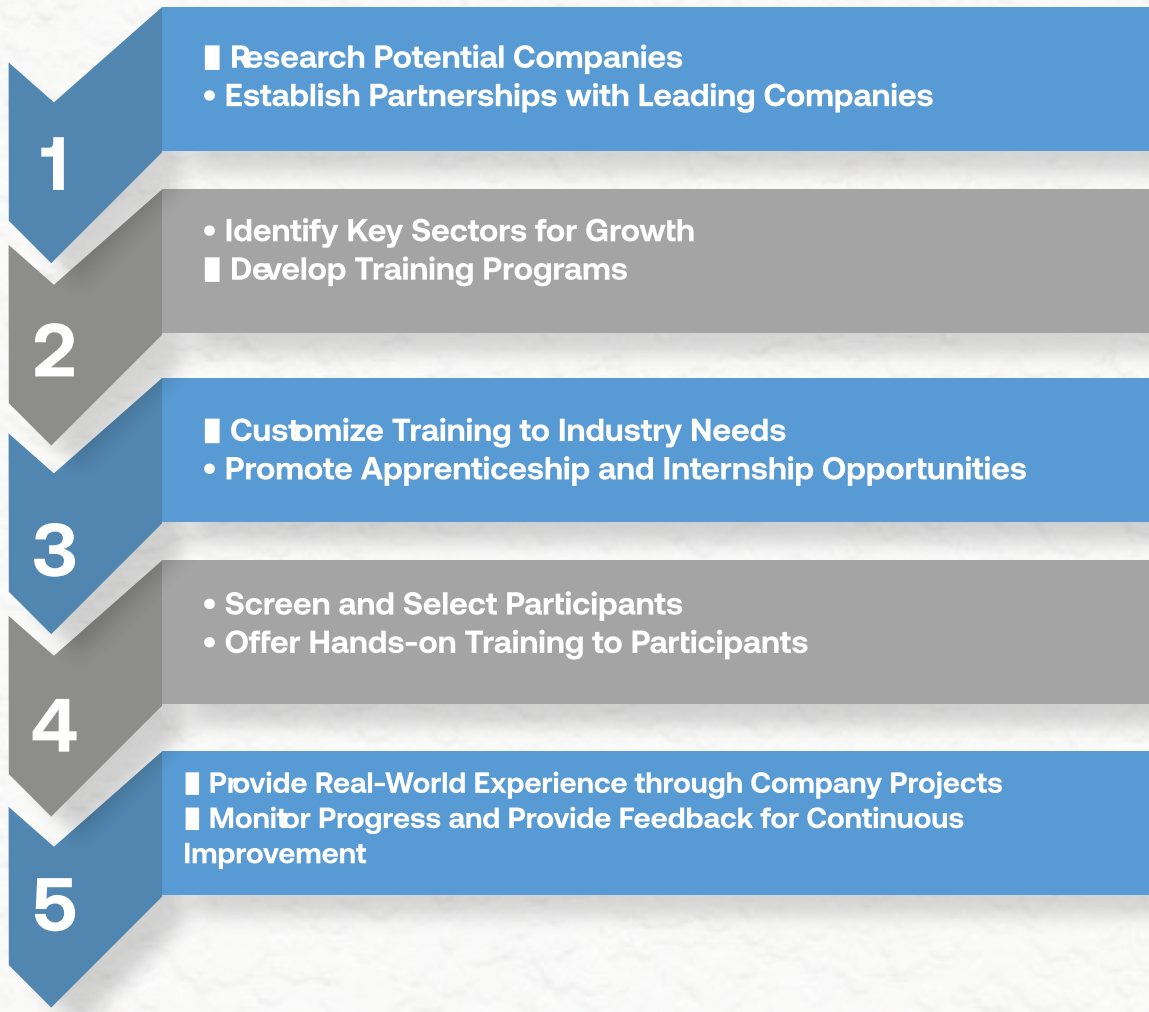 1
▮ Research Potential Companies
• Establish Partnerships with Leading Companies
2
• Identify Key Sectors for Growth
▮ Develop Training Programs
3
▮ Customize Training to Industry Needs
• Promote Apprenticeship and Internship Opportunities
4
• Screen and Select Participants
• Offer Hands-on Training to Participants
5
▮ Provide Real-World Experience through Company Projects
▮ Monitor Progress and Provide Feedback for Continuous
Improvement